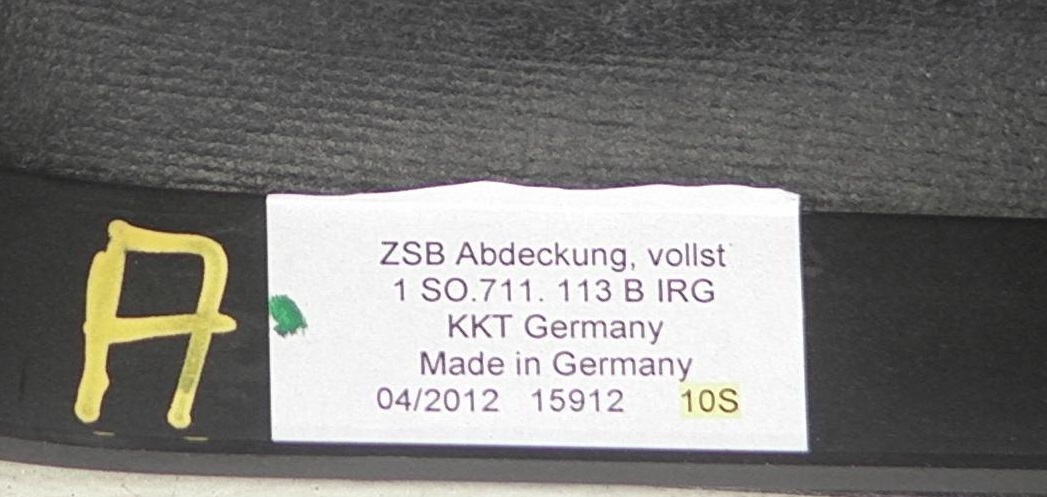 A
ZSB Abdeckung, vollst
1 SO.711. 113 B IRG
KKT Germany
Made in Germany
04/2012 15912 10S